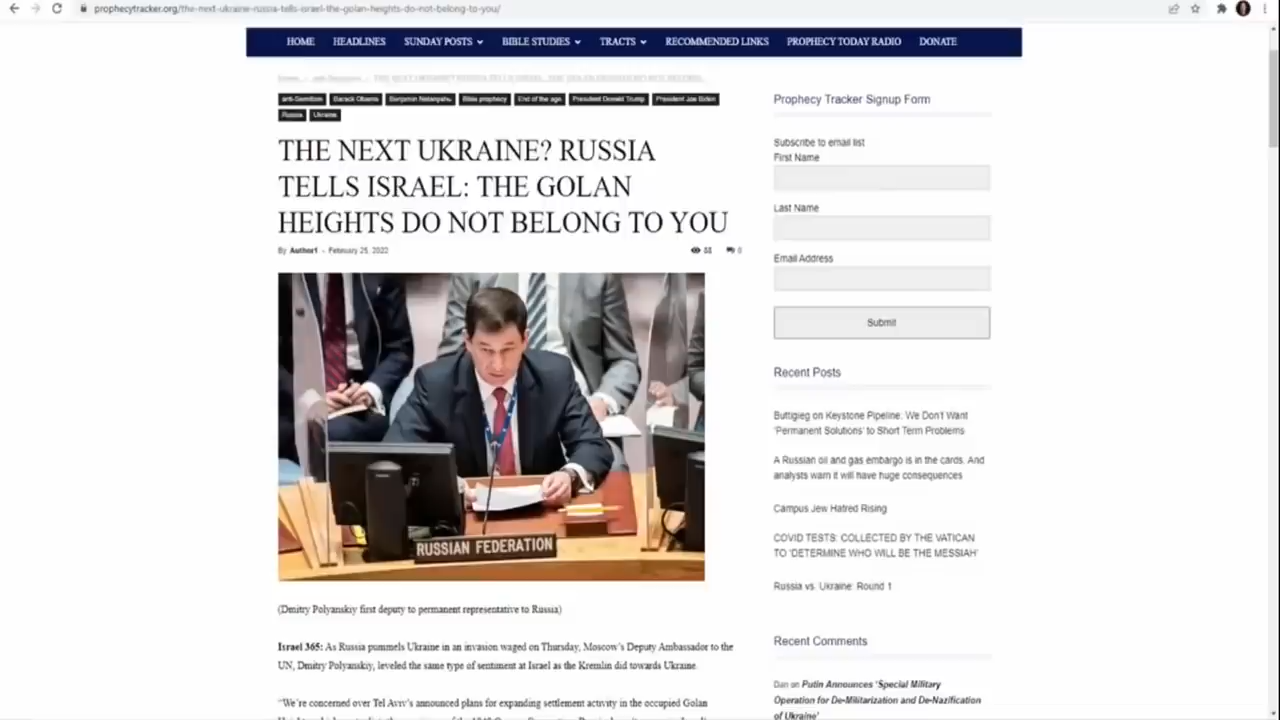 prophecytracker.org/the-next-ukraine-russia-tells-israel-the-golan-heights-do-not-belong-to-you/
HOME HEADLINES SUNDAY POSTS BIBLE STUDIES TRACTS RECOMMENDED LINKS PROPHECY TODAY RADIO DONATE
anti-Semitism Barack Obama Benjamin Netanyahu Bible prophecy End of the age President Donald Trump President Joe Biden
Russia Ukraine
THE NEXT UKRAINE? RUSSIA
TELLS ISRAEL: THE GOLAN
HEIGHTS DO NOT BELONG TO YOU
By Author1 - February 25, 2022 0
RUSSIAN FEDERATION
(Dmitry Polyanskiy first deputy to permanent representative to Russia)
Israel 365: As Russia pummels Ukraine in an invasion waged on Thursday, Moscow's Deputy Ambassador to the
UN, Dmitry Polyanskiy, leveled the same type of sentiment at Israel as the Kremlin did towards Ukraine.
"We're concerned over Tel Aviv's announced plans for expanding settlement activity in the occupied Golan
Prophecy Tracker Signup Form
Subscribe to email list
First Name
Last Name
Email Address
Submit
Recent Posts
Buttigieg on Keystone Pipeline: We Don't Want
'Permanent Solutions' to Short Term Problems
A Russian oil and gas embargo is in the cards. And
analysts warn it will have huge consequences
Campus Jew Hatred Rising
COVID TESTS: COLLECTED BY THE VATICAN
TO 'DETERMINE WHO WILL BE THE MESSIAH'
Russia vs. Ukraine: Round 1
Recent Comments
Dan on Putin Announces 'Special Military
Operation for De-Militarization and De-Nazification
of Ukraine'